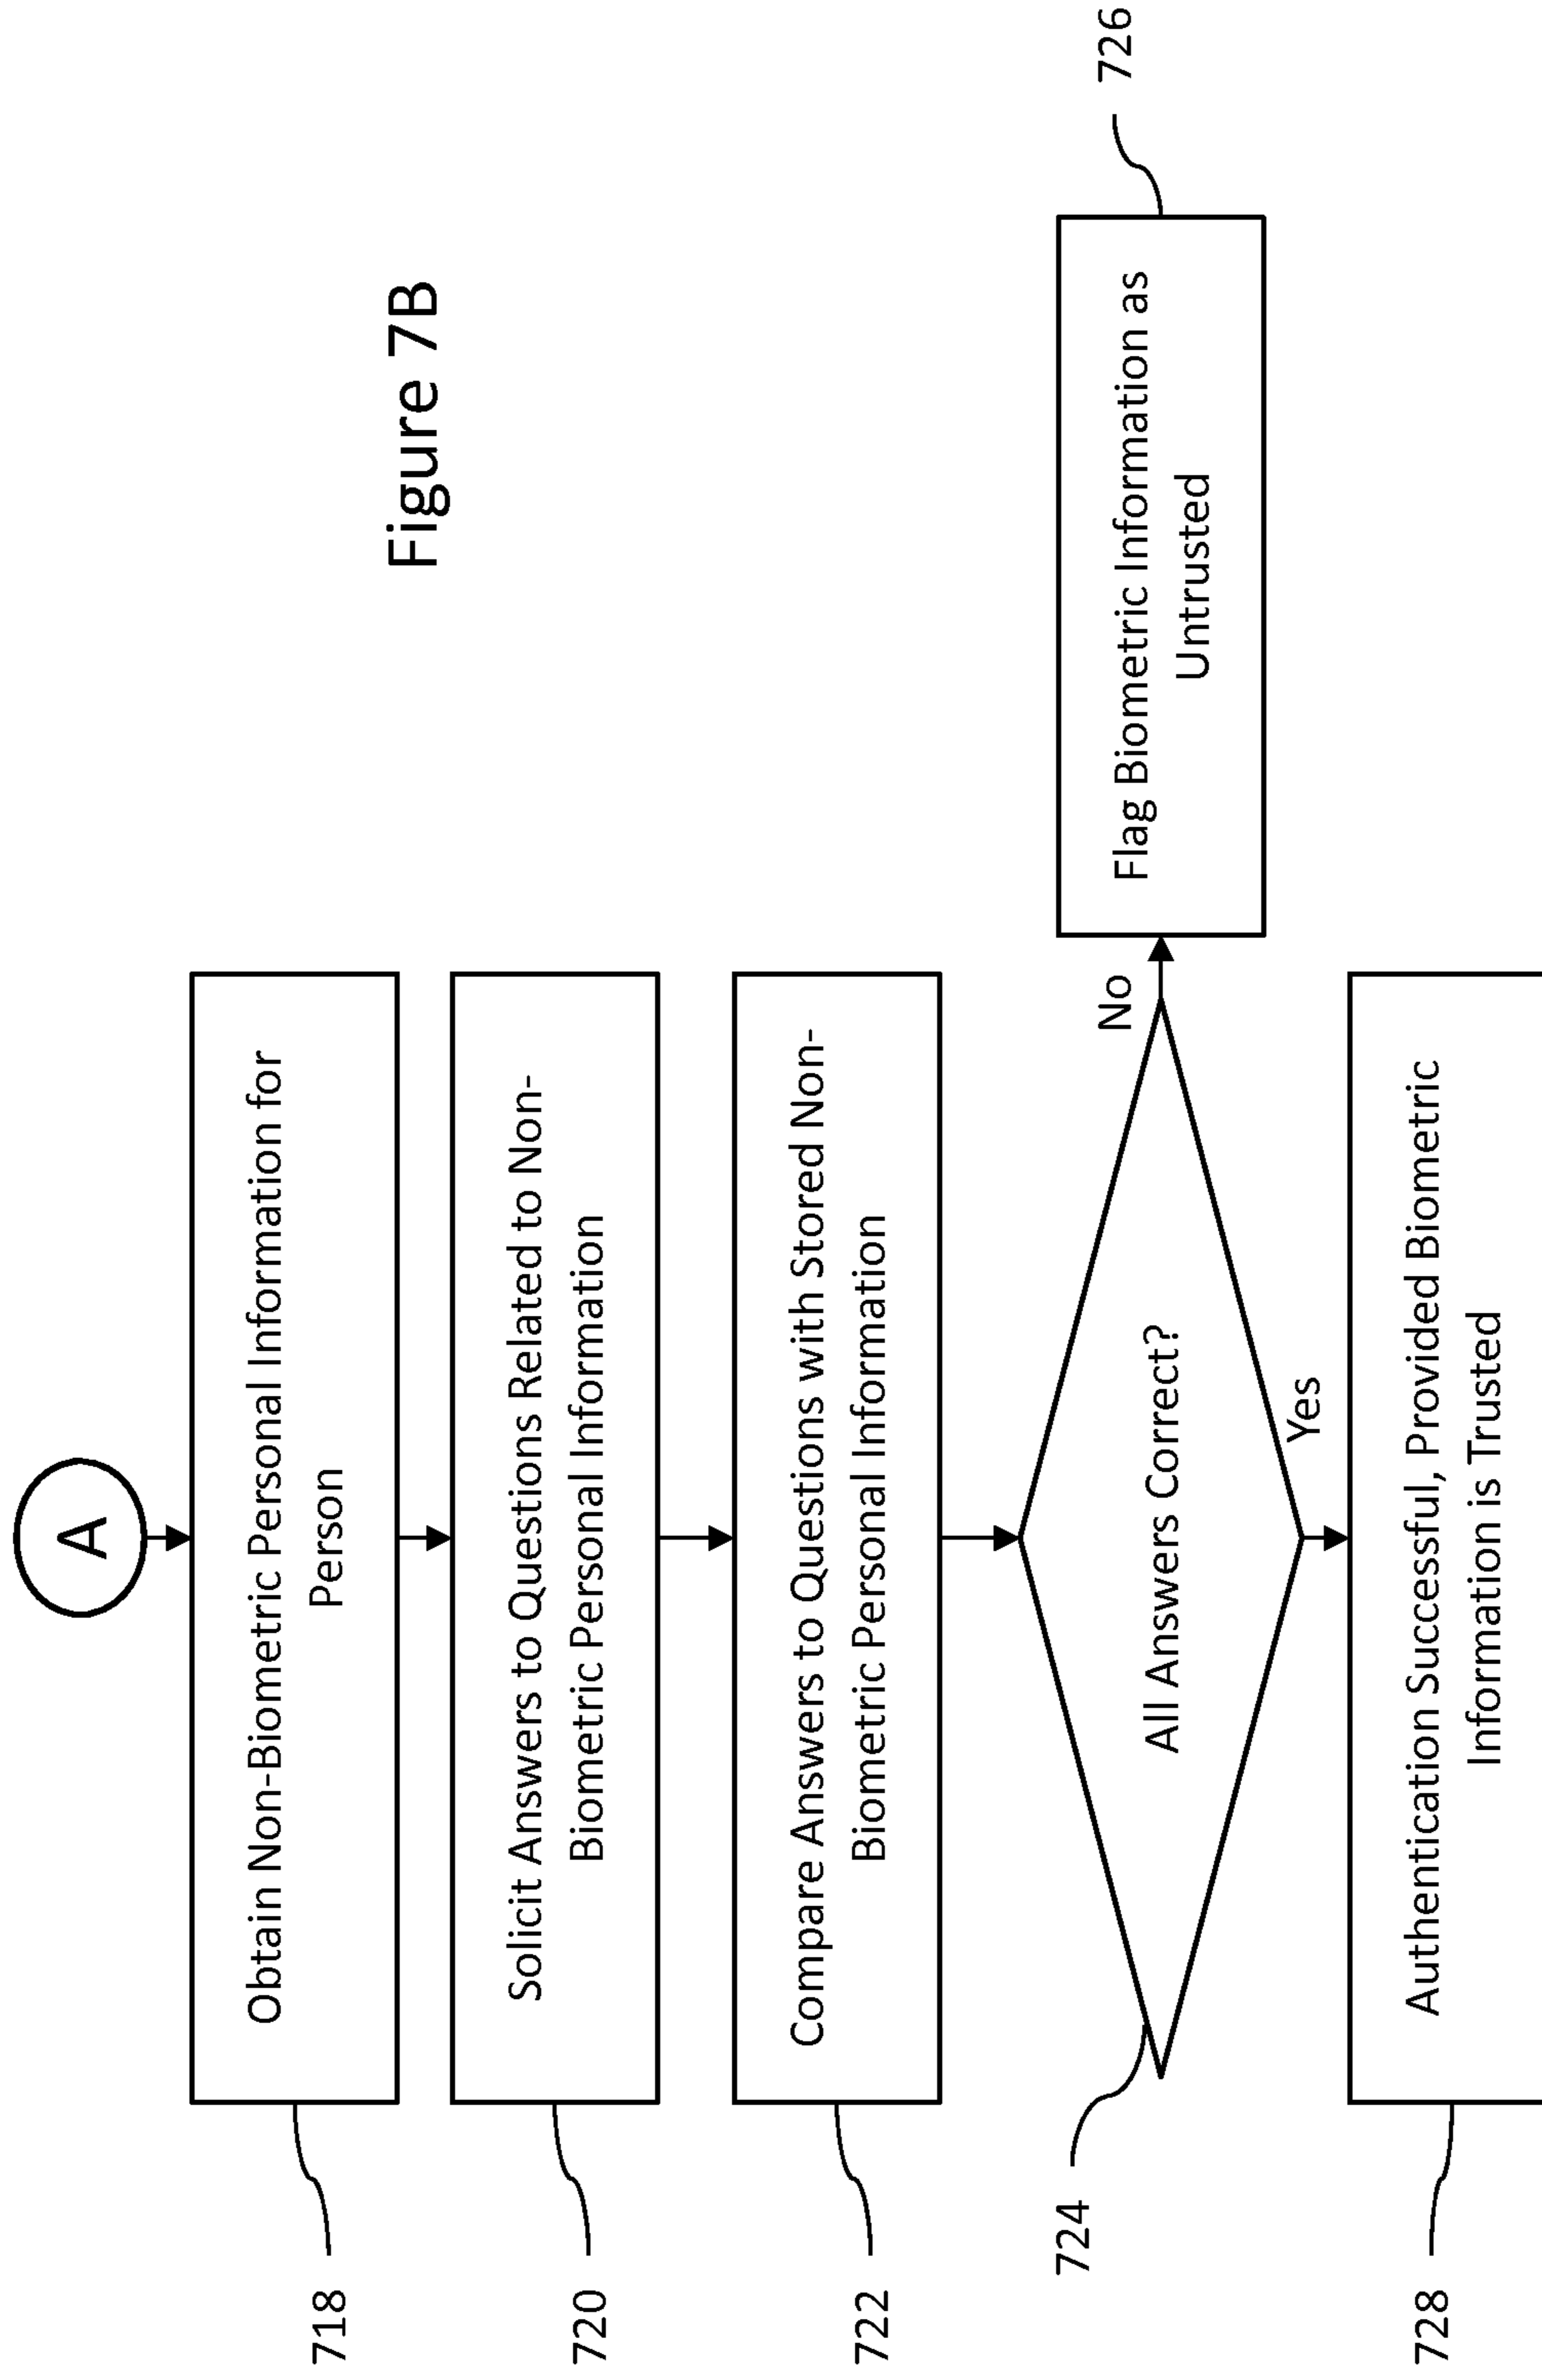 A
Figure 7B
718
Obtain Non-Biometric Personal Information for
Person
720
Solicit Answers to Questions Related to Non-
Biometric Personal Information
722
Compare Answers to Questions with Stored Non-
Biometric Personal Information
724
All Answers Correct?
No
Yes
Flag Biometric Information as
Untrusted
726
728
Authentication Successful, Provided Biometric
Information is Trusted